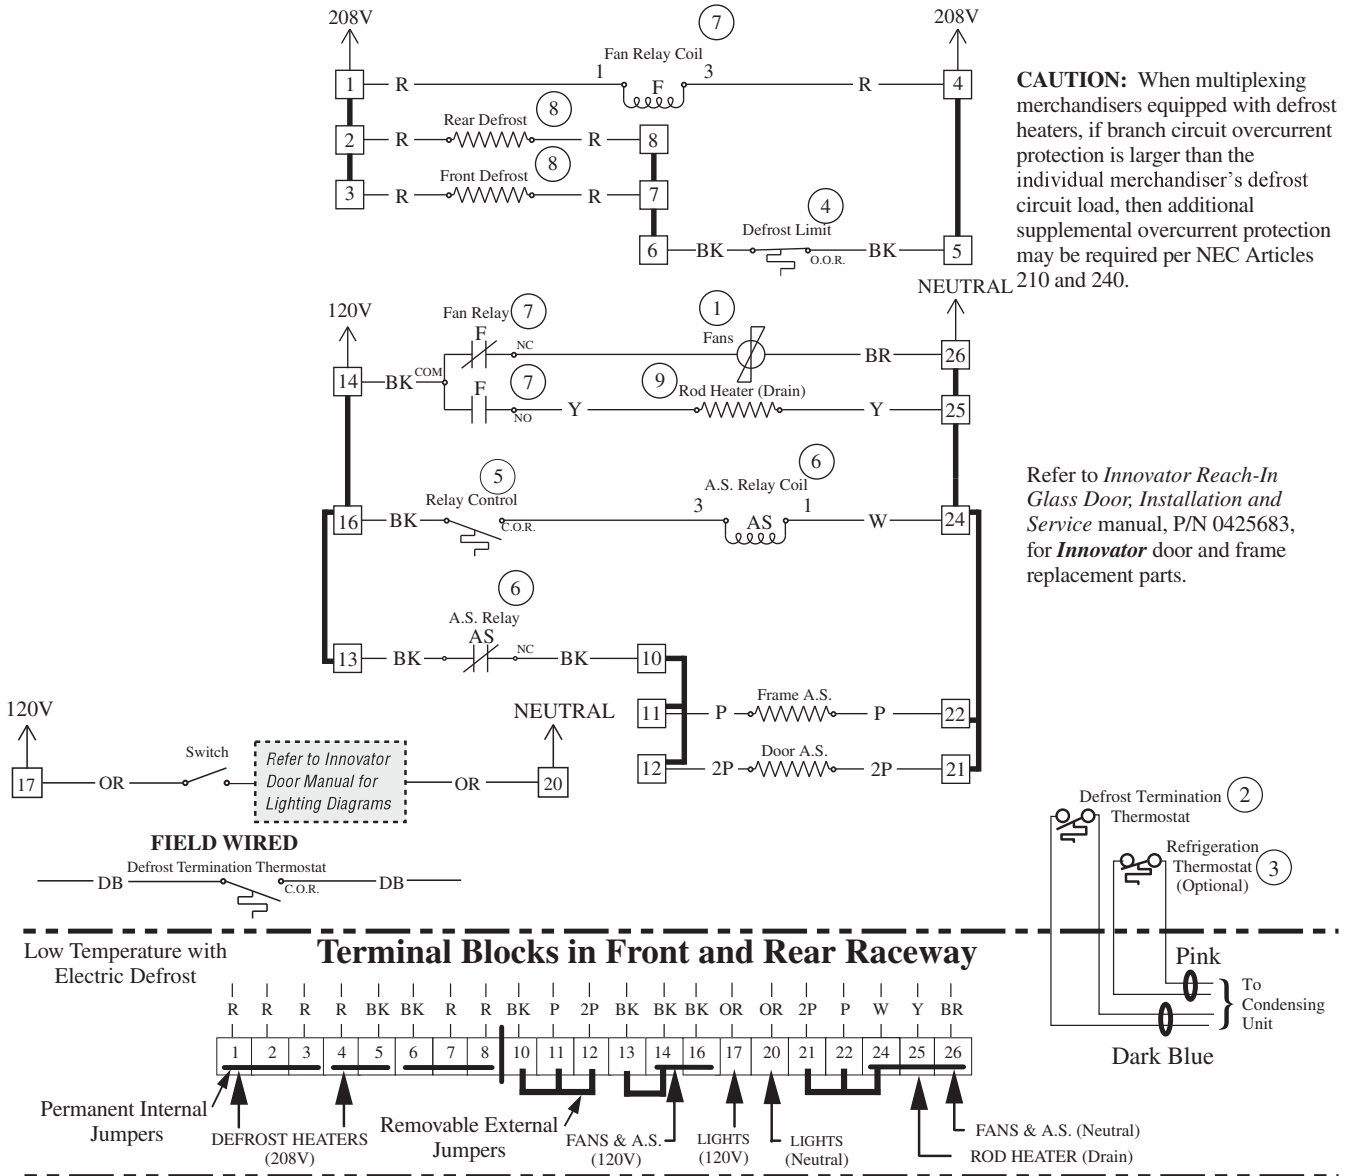 208V
208V
7
Fan Relay Coil
1
R
1
F
3
R
4
8
Rear Defrost
2
R
R
8
8
Front Defrost
3
R
R
7
4
Defrost Limit
6
BK
O.O.R.
BK
5
CAUTION: When multiplexing
merchandisers equipped with defrost
heaters, if branch circuit overcurrent
protection is larger than the
individual merchandiser's defrost
circuit load, then additional
supplemental overcurrent protection
may be required per NEC Articles
210 and 240.
120V
NEUTRAL
Fan Relay
7
F
NC
1
Fans
BR
26
14
BK
COM
F
7
NO
Y
9
Rod Heater (Drain)
Y
25
5
Relay Control
6
A.S. Relay Coil
16
BK
C.O.R.
3
AS
1
W
24
Refer to Innovator Reach-In
Glass Door, Installation and
Service manual, P/N 0425683,
for Innovator door and frame
replacement parts.
6
A.S. Relay
AS
13
BK
NC
BK
10
Frame A.S.
11
P
P
22
Door A.S.
12
2P
2P
21
120V
NEUTRAL
Switch
17
OR
Refer to Innovator
Door Manual for
Lighting Diagrams
OR
20
FIELD WIRED
Defrost Termination Thermostat
DB
C.O.R.
DB
Defrost Termination
Thermostat
2
Refrigeration
Thermostat
(Optional)
3
Pink
To
Condensing
Unit
Dark Blue
Low Temperature with
Electric Defrost
Terminal Blocks in Front and Rear Raceway
R R R R BK BK R R BK P 2P BK BK BK OR OR 2P P W Y BR
1 2 3 4 5 6 7 8 10 11 12 13 14 16 17 20 21 22 24 25 26
Permanent Internal
Jumpers
DEFROST HEATERS
(208V)
Removable External
Jumpers
FANS & A.S.
(120V)
LIGHTS
(120V)
LIGHTS
(Neutral)
FANS & A.S. (Neutral)
ROD HEATER (Drain)